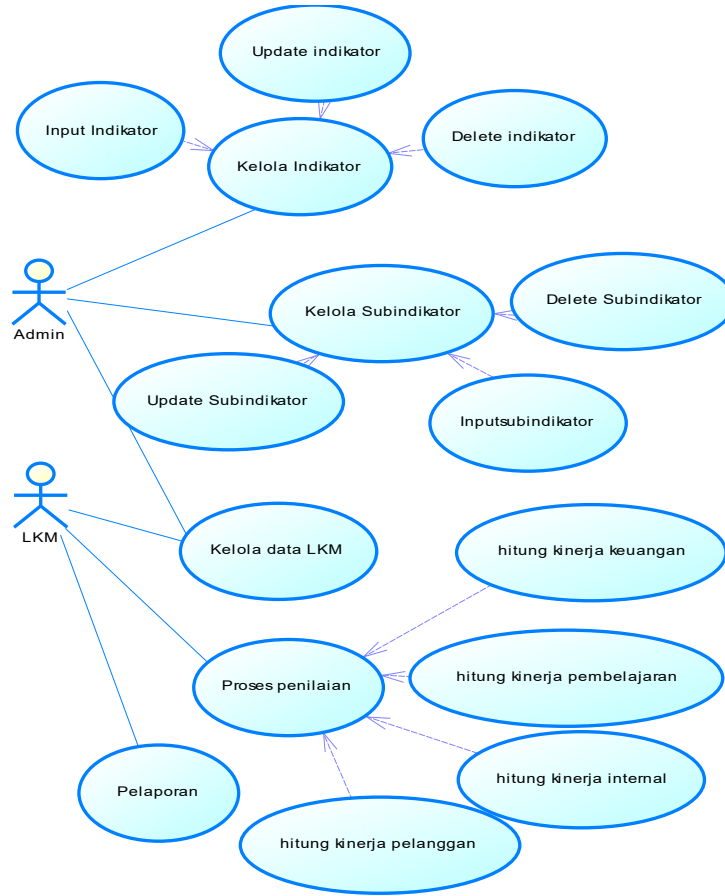 Update indikator
Input Indikator
Delete indikator
Kelola Indikator
Delete Subindikator
Kelola Subindikator
Admin
Update Subindikator
Inputsubindikator
LKM
Kelola data LKM
hitung kinerja keuangan
hitung kinerja pembelajaran
Proses penilaian
hitung kinerja internal
Pelaporan
hitung kinerja pelanggan